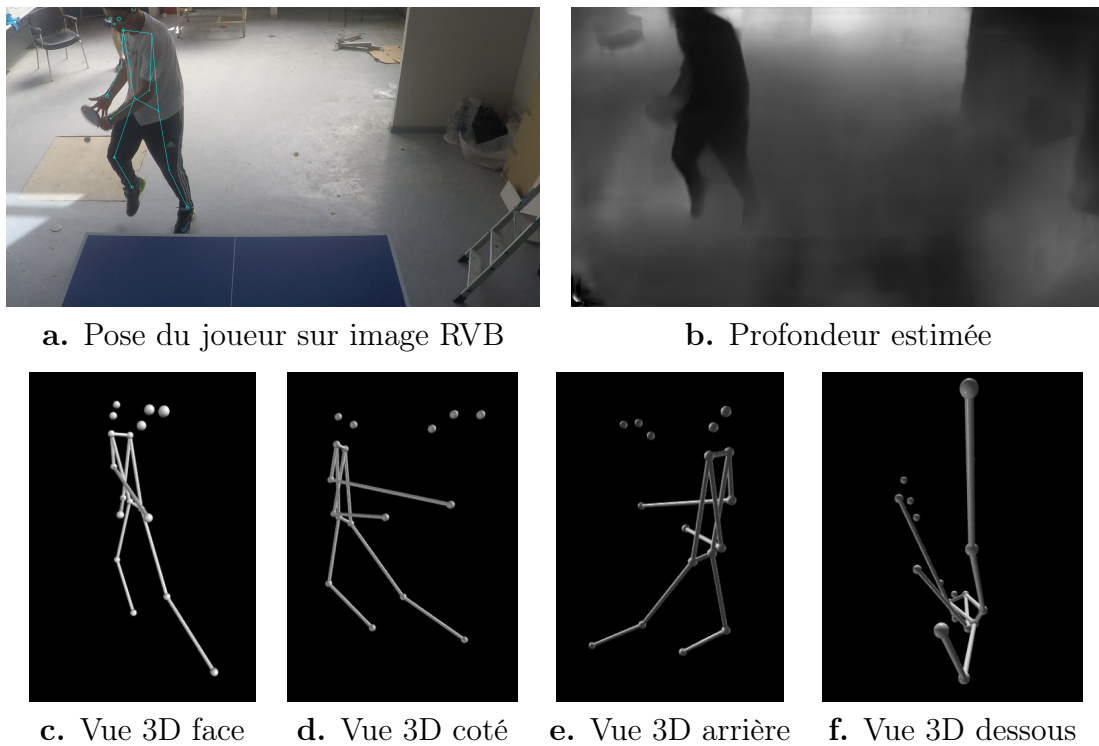 a. Pose du joueur sur image RVB
b. Profondeur estimée
c. Vue 3D face
d. Vue 3D coté
e. Vue 3D arrière
f. Vue 3D dessous